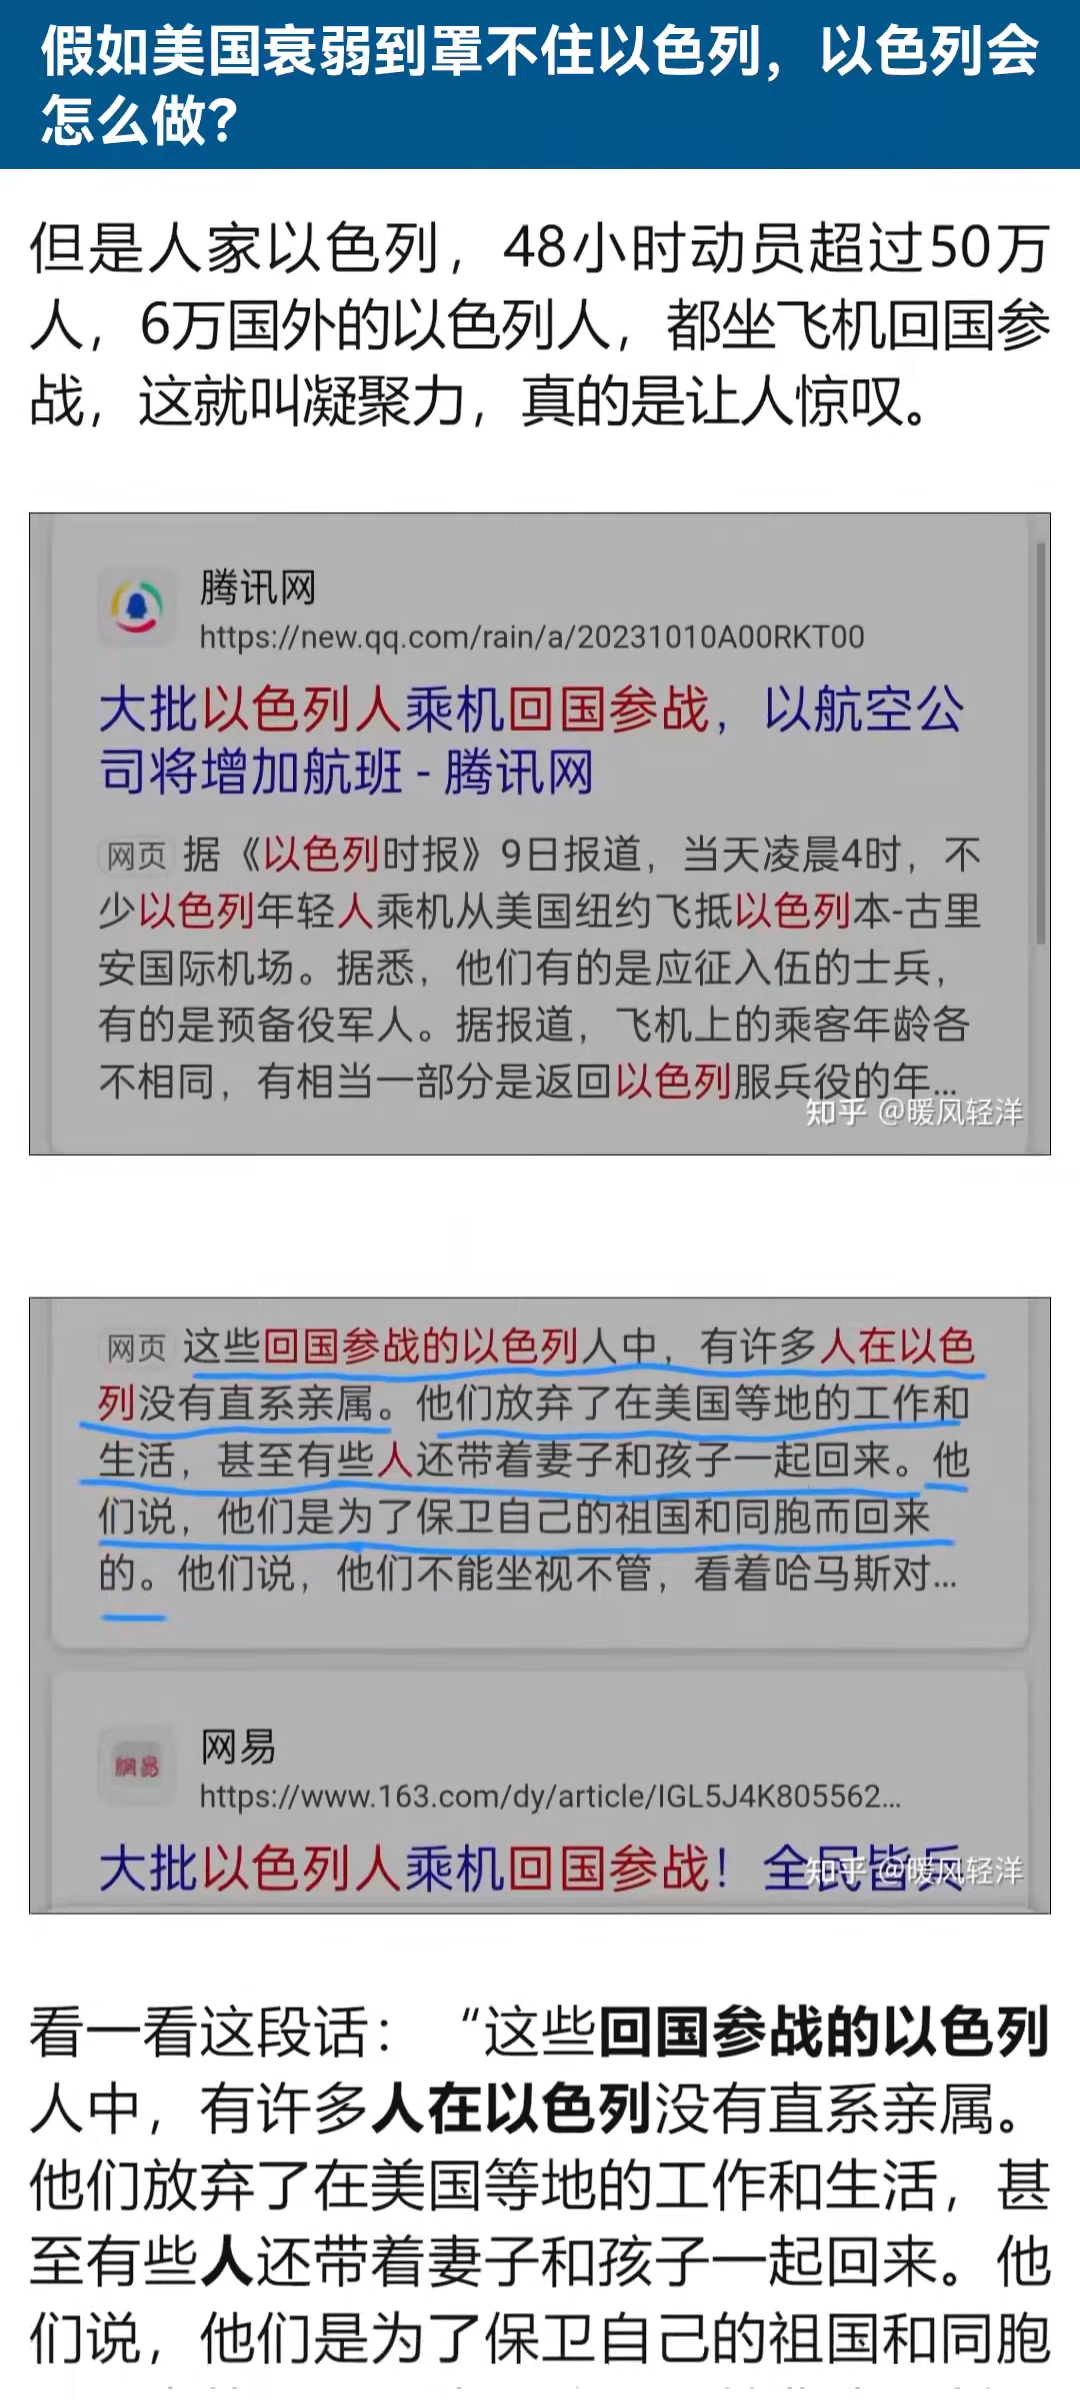 假如美国衰弱到罩不住以色列，以色列会
怎么做？
但是人家以色列，48小时动员超过50万
人，6万国外的以色列人，都坐飞机回国参
战，这就叫凝聚力，真的是让人惊叹。
腾讯网
https://new.qq.com/rain/a/20231010A00RKT00
大批以色列人乘机回国参战，以航空公
司将增加航班 - 腾讯网
网页 据《以色列时报》9日报道，当天凌晨4时，不
少以色列年轻人乘机从美国纽约飞抵以色列本-古里
安国际机场。据悉，他们有的是应征入伍的士兵，
有的是预备役军人。据报道，飞机上的乘客年龄各
不相同，有相当一部分是返回以色列服兵役的年...
知乎 @暖风轻洋
网页 这些回国参战的以色列人中，有许多人在以色
列没有直系亲属。他们放弃了在美国等地的工作和
生活，甚至有些人还带着妻子和孩子一起回来。他
们说，他们是为了保卫自己的祖国和同胞而回来
的。他们说，他们不能坐视不管，看着哈马斯对...
網易
网易
https://www.163.com/dy/article/IGL5J4K805562...
大批以色列人乘机回国参战！全民皆兵
知乎 @暖风轻洋
看一看这段话：“这些回国参战的以色列
人中，有许多人在以色列没有直系亲属。
他们放弃了在美国等地的工作和生活，甚
至有些人还带着妻子和孩子一起回来。他
们说，他们是为了保卫自己的祖国和同胞